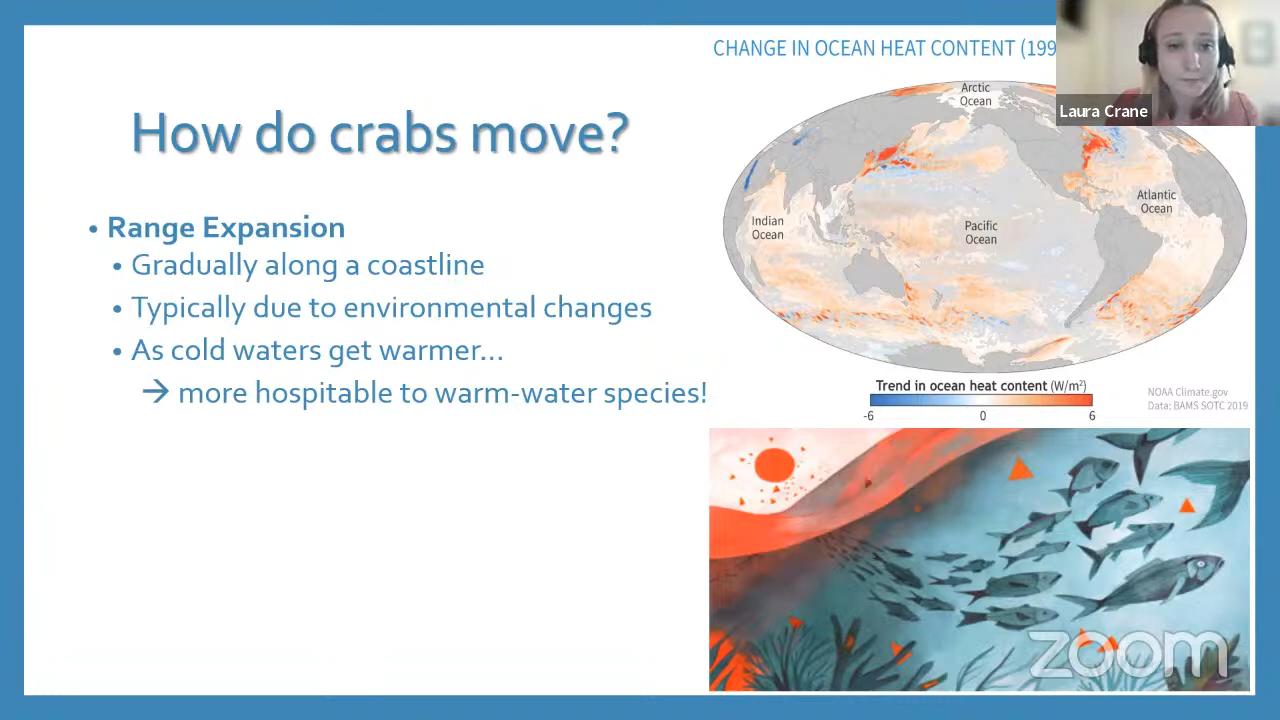 CHANGE IN OCEAN HEAT CONTENT (199
Laura Crane
How do crabs move?
• Range Expansion
• Gradually along a coastline
• Typically due to environmental changes
• As cold waters get warmer...
→ more hospitable to warm-water species!
Arctic
Ocean
Atlantic
Ocean
Indian
Ocean
Pacific
Ocean
Trend in ocean heat content (W/m²)
-6 0 6
NOAA Climate.gov
Data: BAMS SOTC 2019
zoom